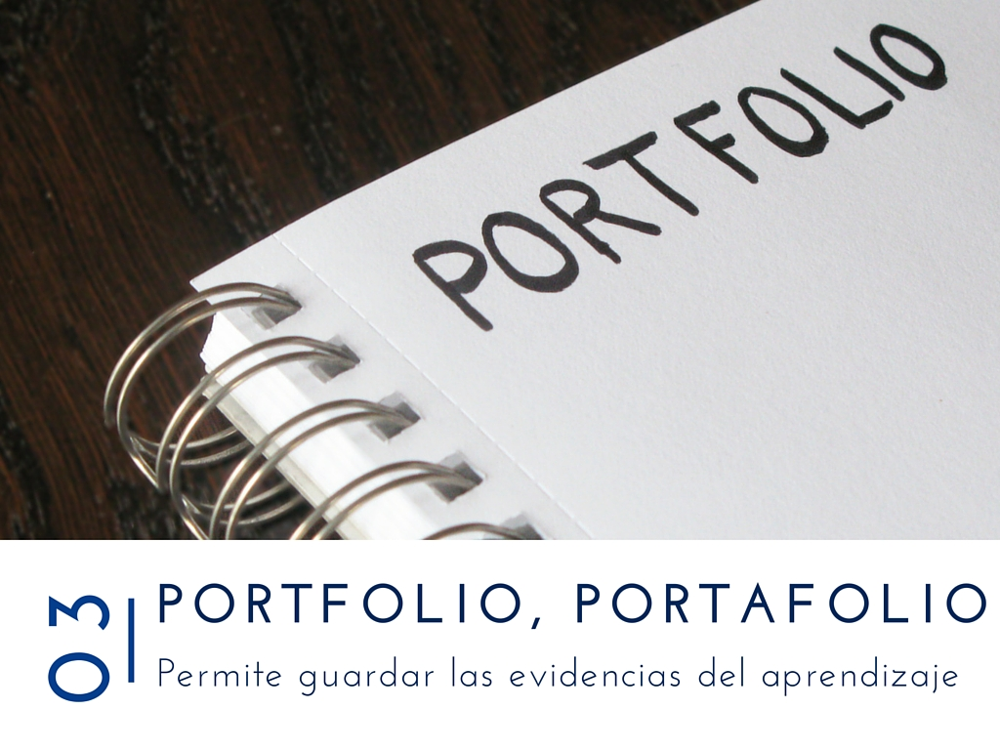 PORTFOLIO
03
PORTFOLIO, PORTAFOLIO
Permite guardar las evidencias del aprendizaje